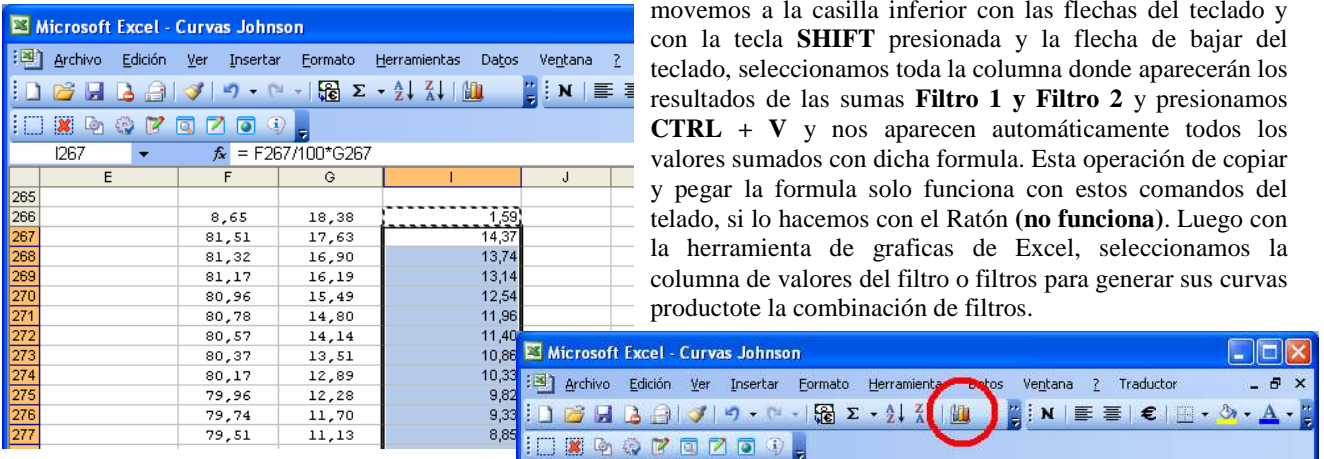 Microsoft Excel - Curvas Johnson
Archivo Edición Ver Insertar Formato Herramientas Datos Ventana ?
Σ N
I267 fx = F267/100*G267
E F G I J
265
266 8,65 18,38 1,59
267 81,51 17,63 14,37
268 81,32 16,90 13,74
269 81,17 16,19 13,14
270 80,96 15,49 12,54
271 80,78 14,80 11,96
272 80,57 14,14 11,40
273 80,37 13,51 10,86
274 80,17 12,89 10,33
275 79,96 12,28 9,82
276 79,74 11,70 9,33
277 79,51 11,13 8,85
movemos a la casilla inferior con las flechas del teclado y
con la tecla SHIFT presionada y la flecha de bajar del
teclado, seleccionamos toda la columna donde aparecerán los
resultados de las sumas Filtro 1 y Filtro 2 y presionamos
CTRL + V y nos aparecen automáticamente todos los
valores sumados con dicha formula. Esta operación de copiar
y pegar la formula solo funciona con estos comandos del
telado, si lo hacemos con el Ratón (no funciona). Luego con
la herramienta de graficas de Excel, seleccionamos la
columna de valores del filtro o filtros para generar sus curvas
productote la combinación de filtros.
Microsoft Excel - Curvas Johnson
Archivo Edición Ver Insertar Formato Herramienta Datos Ventana ? Traductor
Σ N € A